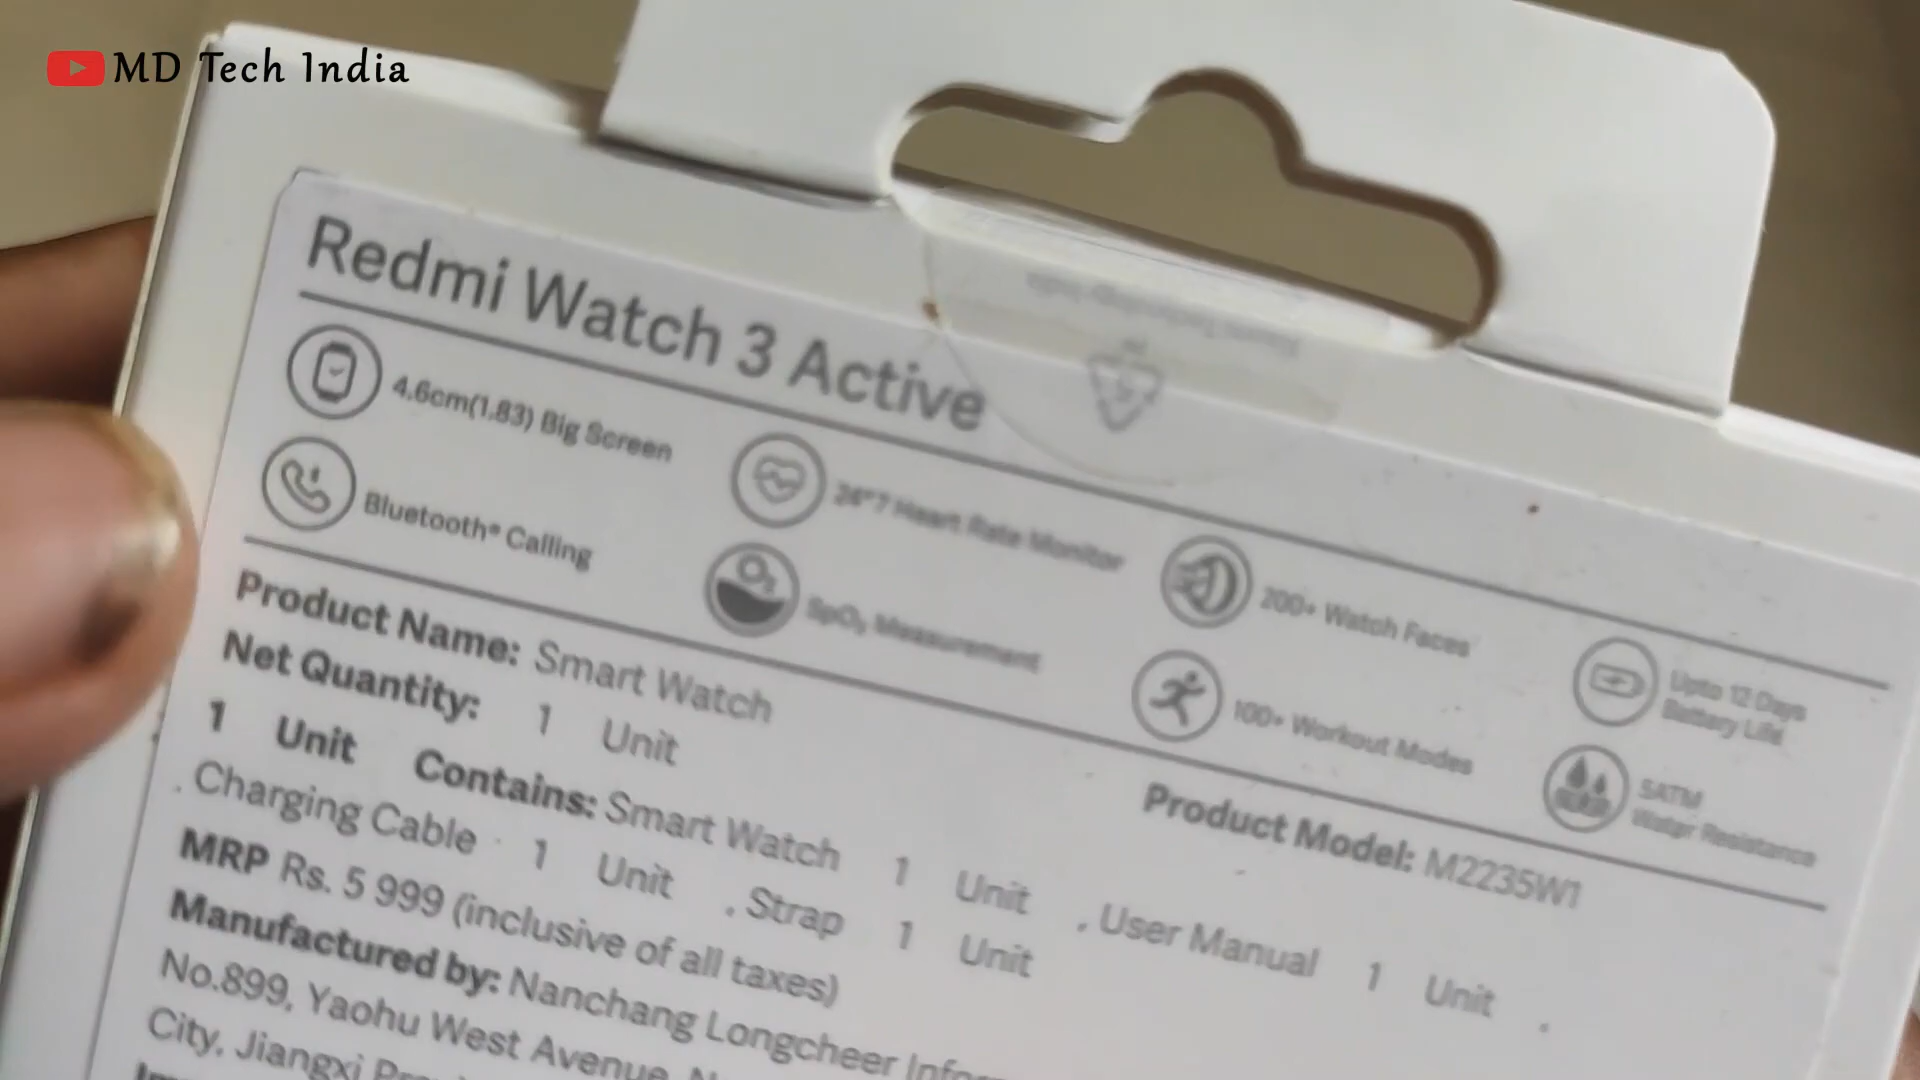 MD Tech India
Redmi Watch 3 Active
4.6cm(1.83) Big Screen
24*7 Heart Rate Monitor
200+ Watch Faces
Upto 12 Days
Battery Life
Bluetooth® Calling
SpO₂ Measurement
100+ Workout Modes
5ATM
Water Resistance
Product Name: Smart Watch
Product Model: M2235W1
Net Quantity: 1 Unit
1 Unit Contains: Smart Watch 1 Unit , User Manual 1 Unit ,
Charging Cable 1 Unit , Strap 1 Unit
MRP Rs. 5 999 (inclusive of all taxes)
Manufactured by: Nanchang Longcheer
No.899, Yaohu West Avenue,
City, Jiangxi